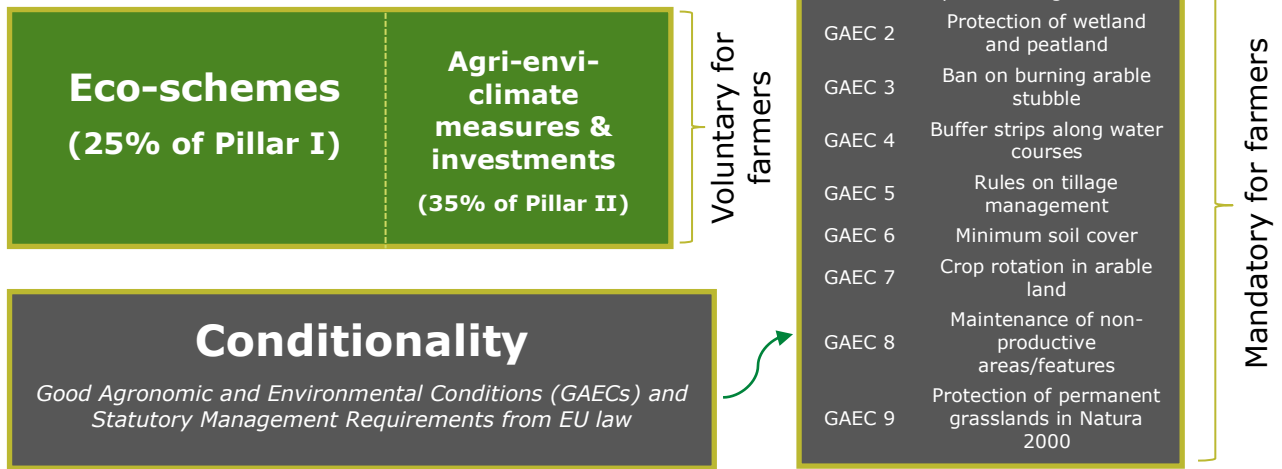 Eco-schemes
(25% of Pillar I)
Agri-envi-
climate
measures &
investments
(35% of Pillar II)
Voluntary for
farmers
Conditionality
Good Agronomic and Environmental Conditions (GAECs) and
Statutory Management Requirements from EU law
GAEC 2
Protection of wetland
and peatland
GAEC 3
Ban on burning arable
stubble
GAEC 4
Buffer strips along water
courses
GAEC 5
Rules on tillage
management
GAEC 6
Minimum soil cover
GAEC 7
Crop rotation in arable
land
GAEC 8
Maintenance of non-
productive
areas/features
GAEC 9
Protection of permanent
grasslands in Natura
2000
Mandatory for farmers